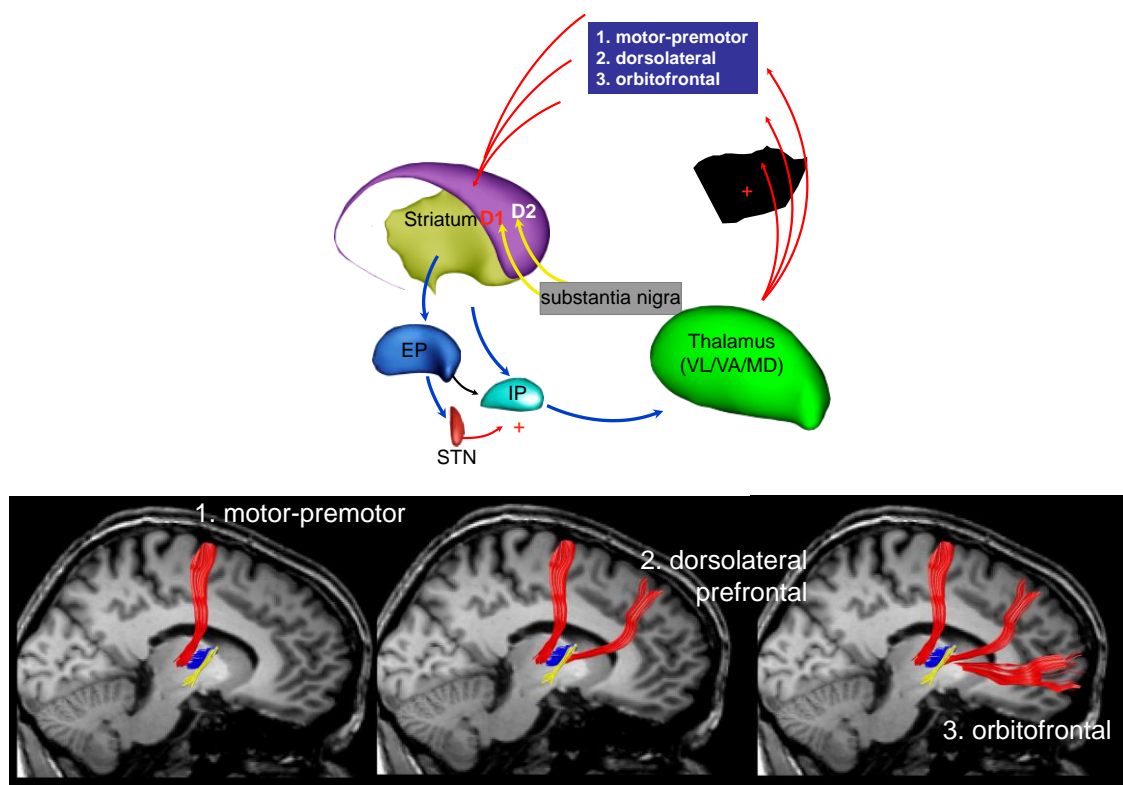 1. motor-premotor
2. dorsolateral
3. orbitofrontal
+
Striatum D1 D2
substantia nigra
EP
Thalamus
(VL/VA/MD)
IP
+
STN
1. motor-premotor
2. dorsolateral
prefrontal
3. orbitofrontal